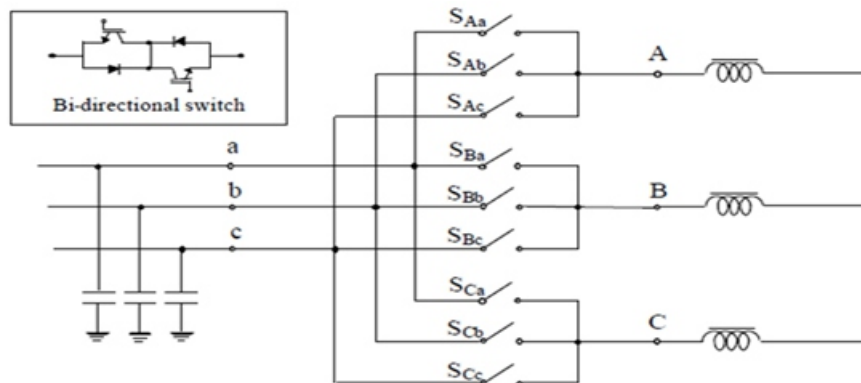 S_Aa
S_Ab
A
Bi-directional switch
S_Ac
a
S_Ba
b
S_Bb
B
c
S_Bc
S_Ca
S_Cb
C
S_Cc